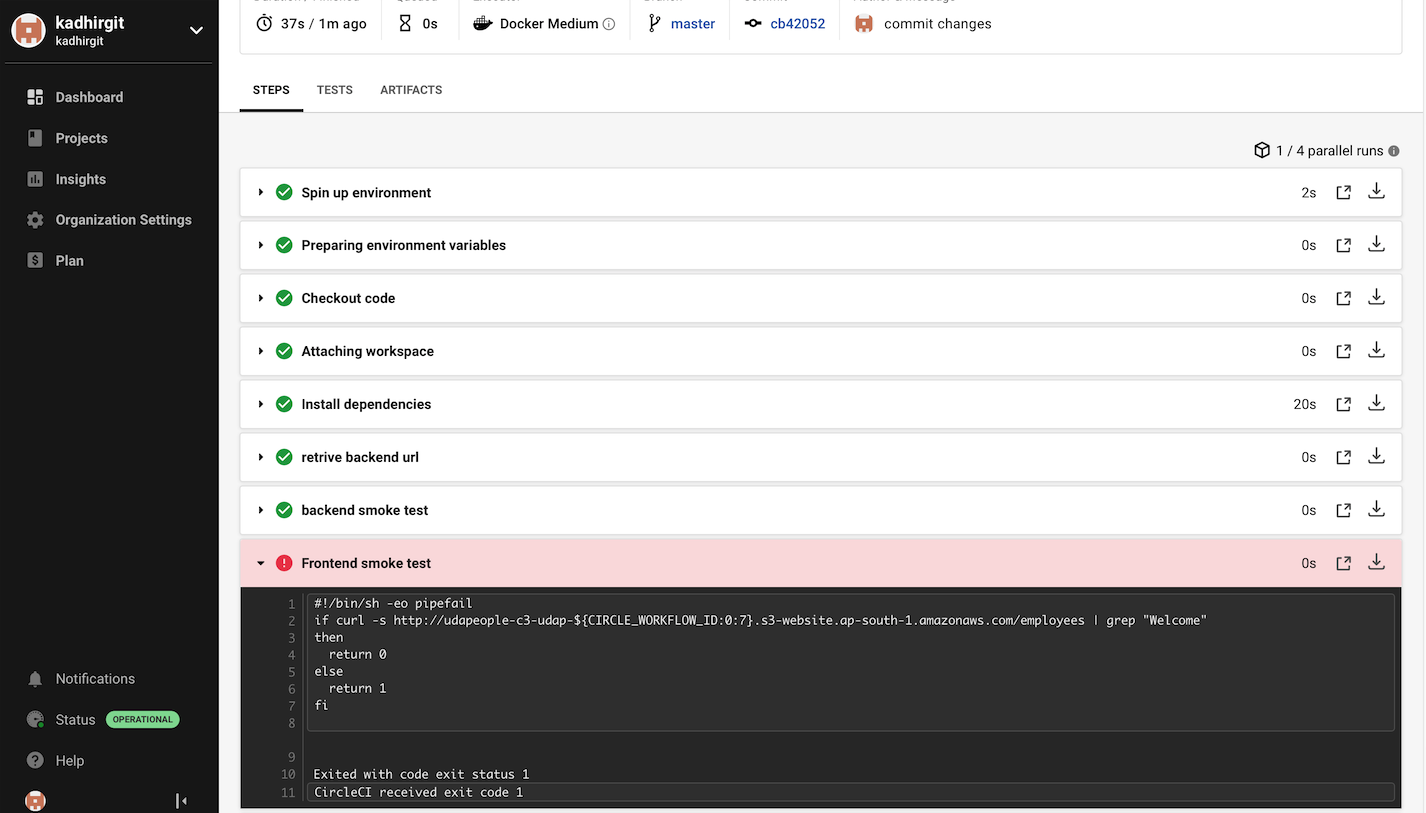 kadhirgit
kadhirgit
Dashboard
Projects
Insights
Organization Settings
$ Plan
Notifications
Status OPERATIONAL
? Help
37s / 1m ago
0s
Docker Medium
master
cb42052
commit changes
STEPS TESTS ARTIFACTS
1 / 4 parallel runs
Spin up environment 2s
Preparing environment variables 0s
Checkout code 0s
Attaching workspace 0s
Install dependencies 20s
retrive backend url 0s
backend smoke test 0s
Frontend smoke test 0s
1 #!/bin/sh -eo pipefail
2 if curl -s http://udapeople-c3-udap-${CIRCLE_WORKFLOW_ID:0:7}.s3-website.ap-south-1.amazonaws.com/employees | grep "Welcome"
3 then
4 return 0
5 else
6 return 1
7 fi
8
9
10 Exited with code exit status 1
11 CircleCI received exit code 1